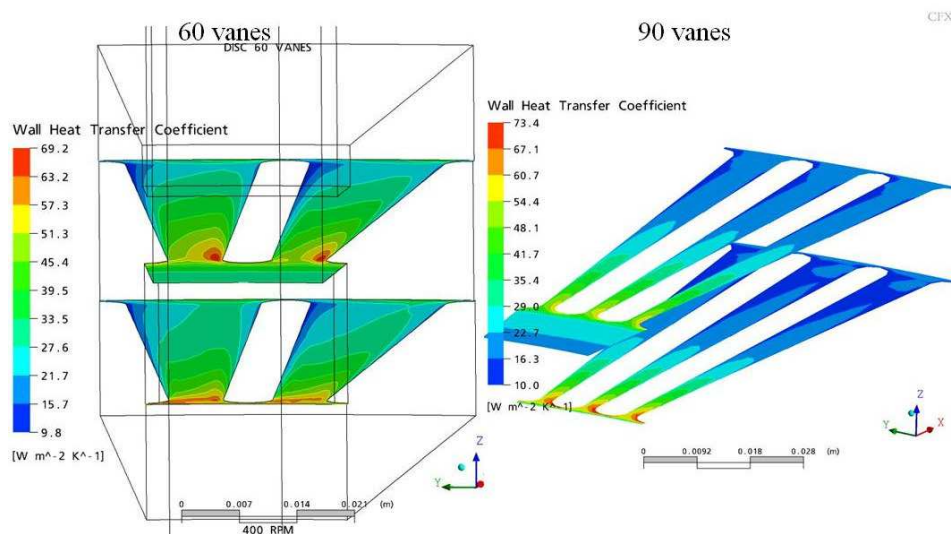 60 vanes
DISC 60 VANES
Wall Heat Transfer Coefficient
69.2
63.2
57.3
51.3
45.4
39.5
33.5
27.6
21.7
15.7
9.8
[W m^-2 K^-1]
Z
Y
0 0.007 0.014 0.021 (m)
400 RPM
90 vanes
CFX
Wall Heat Transfer Coefficient
73.4
67.1
60.7
54.4
48.1
41.7
35.4
29.0
22.7
16.3
10.0
[W m^-2 K^-1]
Z
Y
X
0 0.0092 0.018 0.028 (m)